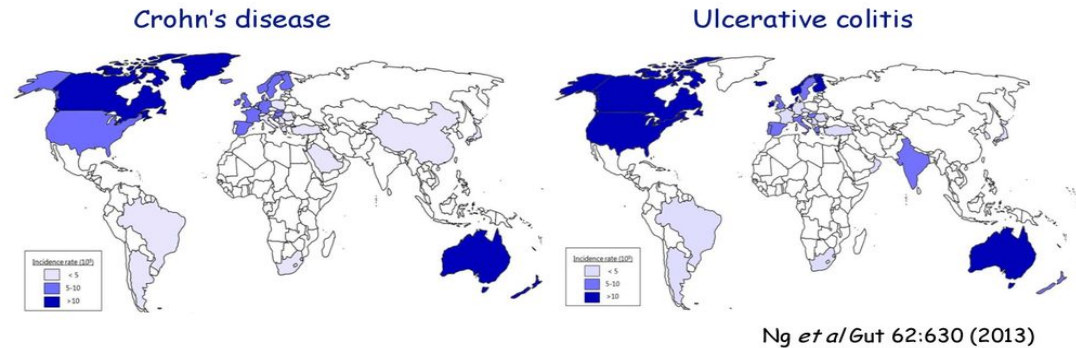 Crohn's disease
Ulcerative colitis
Incidence rate (10⁵)
< 5
5-10
>10
Incidence rate (10⁵)
< 5
5-10
>10
Ng et al Gut 62:630 (2013)